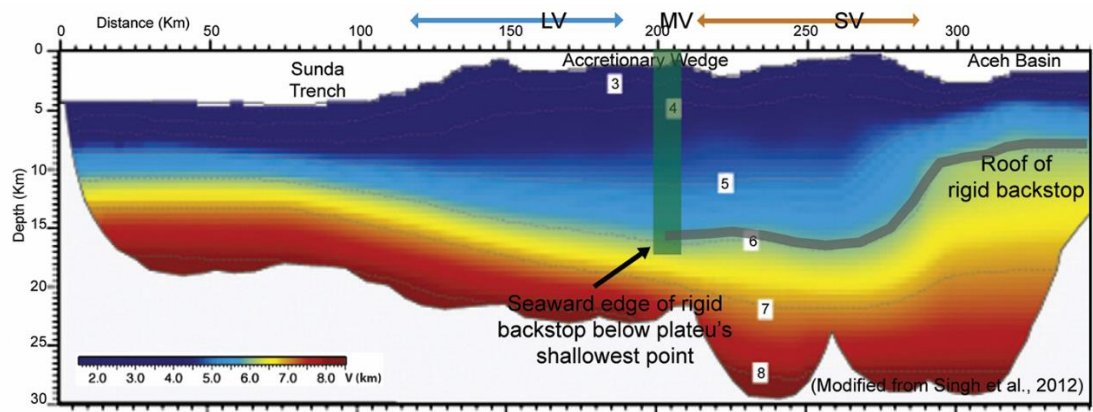 Distance (Km)
LV
MV
SV
0
50
100
150
200
250
300
Sunda
Trench
Accretionary Wedge
Aceh Basin
Depth (Km)
0
5
10
15
20
25
30
3
4
5
6
7
8
Roof of
rigid backstop
Seaward edge of rigid
backstop below plateu's
shallowest point
2.0 3.0 4.0 5.0 6.0 7.0 8.0 V (km)
(Modified from Singh et al., 2012)